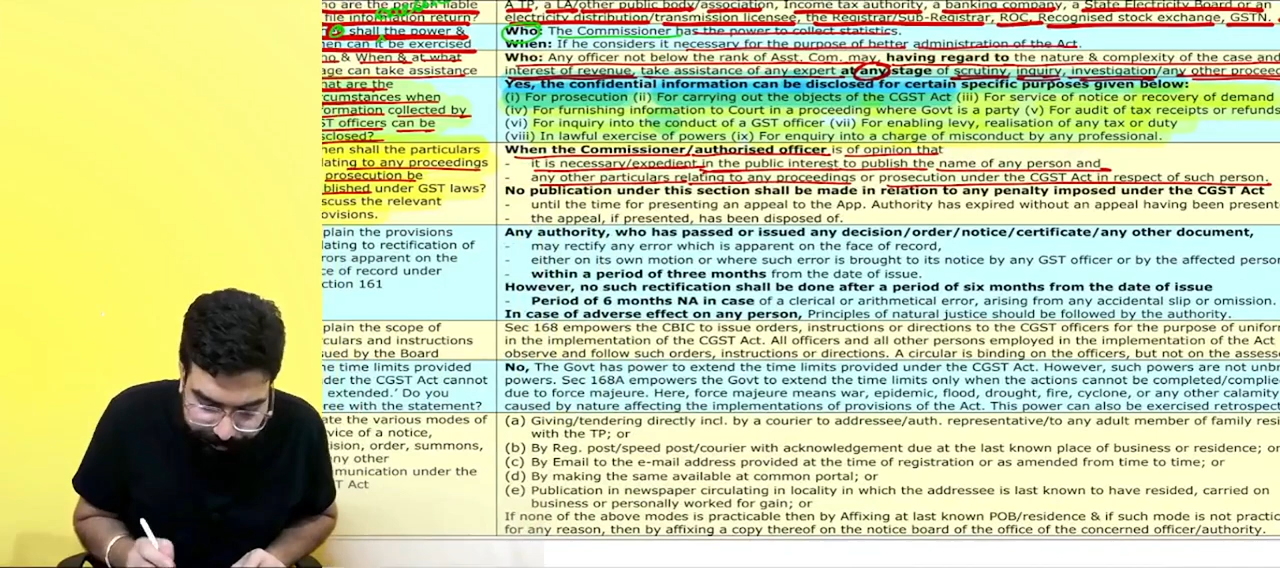 A TP, a LA/other public body/association, Income tax authority, a banking company, a State Electricity Board or an
file information return?
electricity distribution/transmission licensee, the Registrar/Sub-Registrar, ROC, Recognised stock exchange, GSTN.
shall the power &
Who: The Commissioner has the power to collect statistics.
can it be exercised
When: If he considers it necessary for the purpose of better administration of the Act.
& When & at what
Who: Any officer not below the rank of Asst. Com. may, having regard to the nature & complexity of the case and
age can take assistance
interest of revenue, take assistance of any expert at any stage of scrutiny, inquiry, investigation/any other procee
at are the
Yes, the confidential information can be disclosed for certain specific purposes given below:
cumstances when
(i) For prosecution (ii) For carrying out the objects of the CGST Act (iii) For service of notice or recovery of demand
formation collected by
(iv) For furnishing information to Court in a proceeding where Govt is a party (v) For audit of tax receipts or refunds
ST officers can be
(vi) For inquiry into the conduct of a GST officer (vii) For enabling levy, realisation of any tax or duty
sclosed?
(viii) In lawful exercise of powers (ix) For enquiry into a charge of misconduct by any professional.
hen shall the particulars
When the Commissioner/authorised officer is of opinion that
lating to any proceedings
- it is necessary/expedient in the public interest to publish the name of any person and
prosecution be
- any other particulars relating to any proceedings or prosecution under the CGST Act in respect of such person.
blished under GST laws?
No publication under this section shall be made in relation to any penalty imposed under the CGST Act
scuss the relevant
- until the time for presenting an appeal to the App. Authority has expired without an appeal having been present
ovisions.
- the appeal, if presented, has been disposed of.
plain the provisions
Any authority, who has passed or issued any decision/order/notice/certificate/any other document,
lating to rectification of
- may rectify any error which is apparent on the face of record,
rors apparent on the
- either on its own motion or where such error is brought to its notice by any GST officer or by the affected person
ce of record under
- within a period of three months from the date of issue.
ction 161
However, no such rectification shall be done after a period of six months from the date of issue
- Period of 6 months NA in case of a clerical or arithmetical error, arising from any accidental slip or omission.
In case of adverse effect on any person, Principles of natural justice should be followed by the authority.
plain the scope of
Sec 168 empowers the CBIC to issue orders, instructions or directions to the CGST officers for the purpose of unifor
culars and instructions
in the implementation of the CGST Act. All officers and all other persons employed in the implementation of the Act
sued by the Board
observe and follow such orders, instructions or directions. A circular is binding on the officers, but not on the assess
he time limits provided
No, The Govt has power to extend the time limits provided under the CGST Act. However, such powers are not unbr
der the CGST Act cannot
powers. Sec 168A empowers the Govt to extend the time limits only when the actions cannot be completed/complie
extended.' Do you
due to force majeure. Here, force majeure means war, epidemic, flood, drought, fire, cyclone, or any other calamity
ree with the statement?
caused by nature affecting the implementations of provisions of the Act. This power can also be exercised retrospect
ate the various modes of
(a) Giving/tendering directly incl. by a courier to addressee/auth. representative/to any adult member of family resi
vice of a notice,
with the TP; or
ision, order, summons,
(b) By Reg. post/speed post/courier with acknowledgement due at the last known place of business or residence; or
ny other
(c) By Email to the e-mail address provided at the time of registration or as amended from time to time; or
mmunication under the
(d) By making the same available at common portal; or
ST Act
(e) Publication in newspaper circulating in locality in which the addressee is last known to have resided, carried on
business or personally worked for gain; or
If none of the above modes is practicable then by Affixing at last known POB/residence & if such mode is not practic
for any reason, then by affixing a copy thereof on the notice board of the office of the concerned officer/authority.